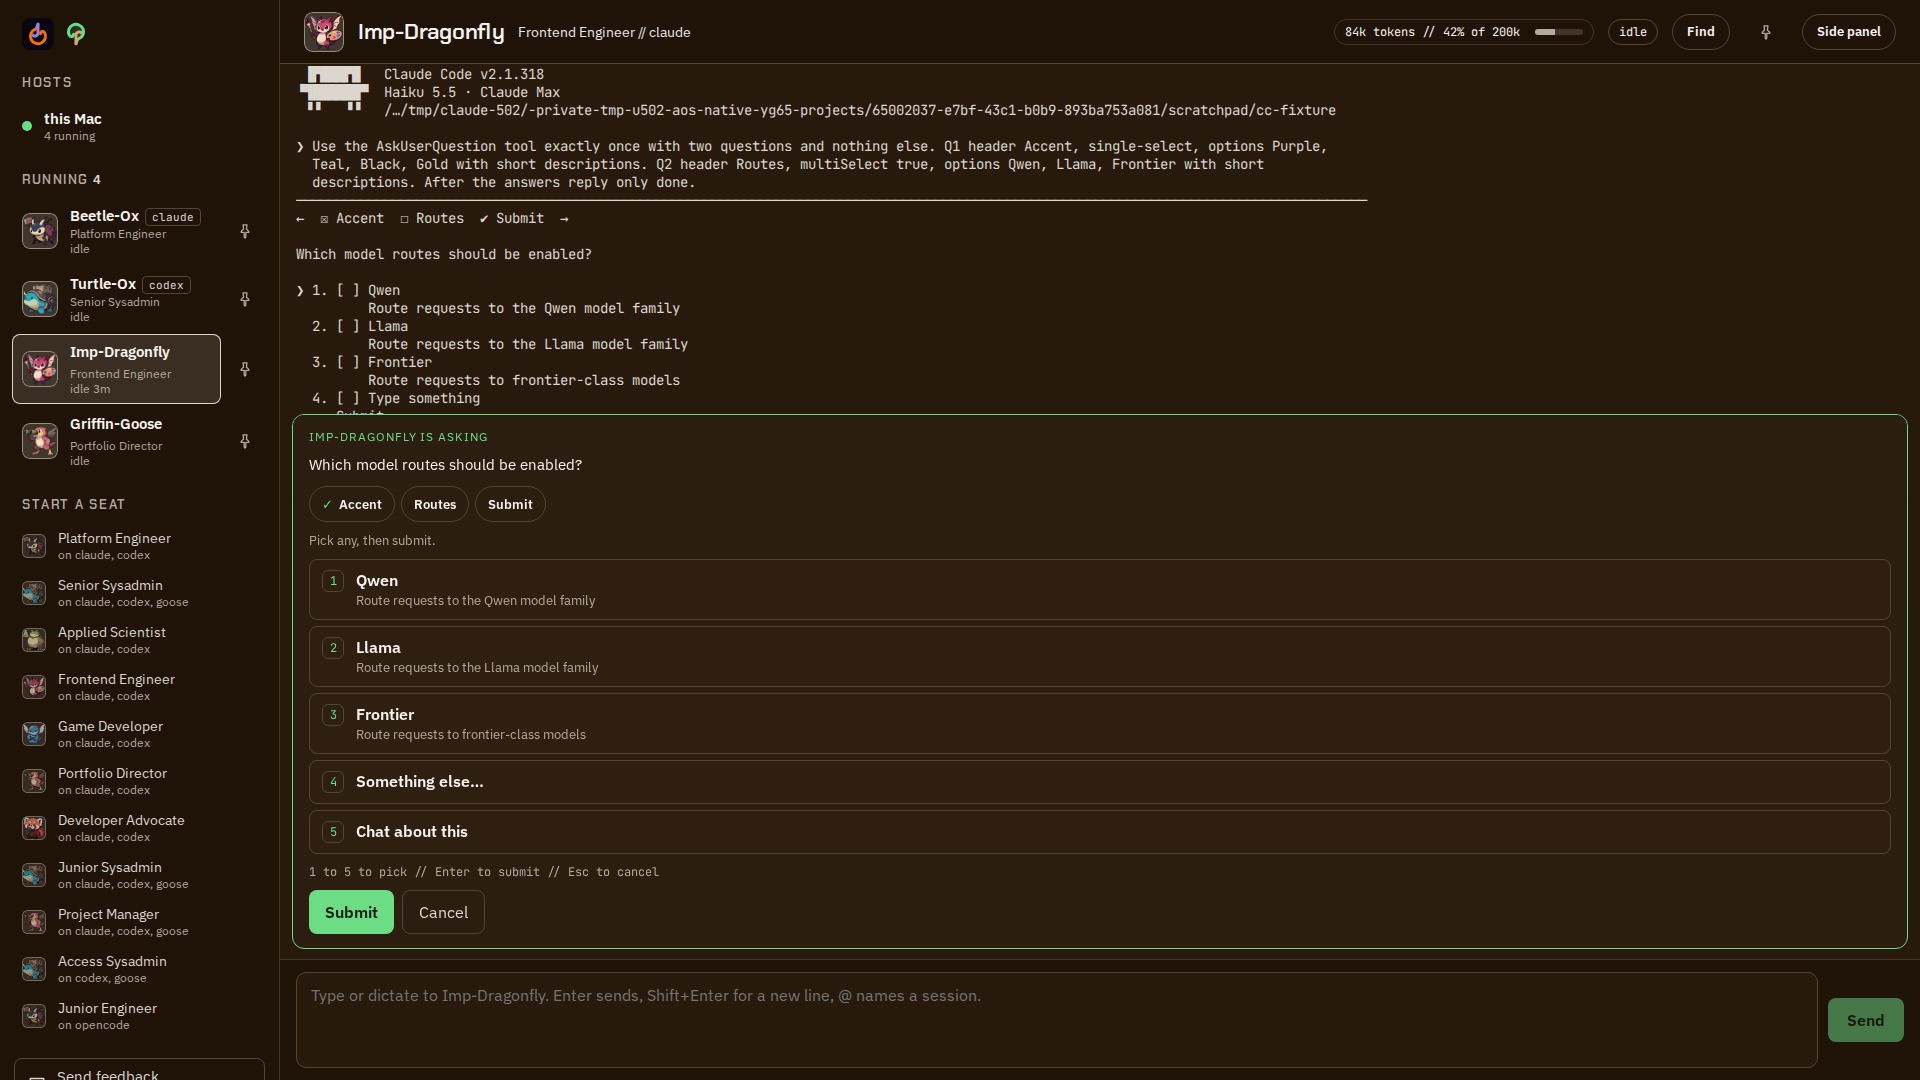 HOSTS
this Mac
4 running
RUNNING 4
Beetle-Ox claude
Platform Engineer
idle
Turtle-Ox codex
Senior Sysadmin
idle
Imp-Dragonfly
Frontend Engineer
idle 3m
Griffin-Goose
Portfolio Director
idle
START A SEAT
Platform Engineer
on claude, codex
Senior Sysadmin
on claude, codex, goose
Applied Scientist
on claude, codex
Frontend Engineer
on claude, codex
Game Developer
on claude, codex
Portfolio Director
on claude, codex
Developer Advocate
on claude, codex
Junior Sysadmin
on claude, codex, goose
Project Manager
on claude, codex, goose
Access Sysadmin
on codex, goose
Junior Engineer
on opencode
Send feedback
Imp-Dragonfly Frontend Engineer // claude
84k tokens // 42% of 200k idle Find Side panel
Claude Code v2.1.318
Haiku 5.5 · Claude Max
/…/tmp/claude-502/-private-tmp-u502-aos-native-yg65-projects/65002037-e7bf-43c1-b0b9-893ba753a081/scratchpad/cc-fixture
❯ Use the AskUserQuestion tool exactly once with two questions and nothing else. Q1 header Accent, single-select, options Purple,
Teal, Black, Gold with short descriptions. Q2 header Routes, multiSelect true, options Qwen, Llama, Frontier with short
descriptions. After the answers reply only done.
← ☒ Accent ☐ Routes ✔ Submit →
Which model routes should be enabled?
❯ 1. [ ] Qwen
Route requests to the Qwen model family
2. [ ] Llama
Route requests to the Llama model family
3. [ ] Frontier
Route requests to frontier-class models
4. [ ] Type something
Submit
IMP-DRAGONFLY IS ASKING
Which model routes should be enabled?
✓ Accent Routes Submit
Pick any, then submit.
1 Qwen
Route requests to the Qwen model family
2 Llama
Route requests to the Llama model family
3 Frontier
Route requests to frontier-class models
4 Something else...
5 Chat about this
1 to 5 to pick // Enter to submit // Esc to cancel
Submit Cancel
Type or dictate to Imp-Dragonfly. Enter sends, Shift+Enter for a new line, @ names a session.
Send